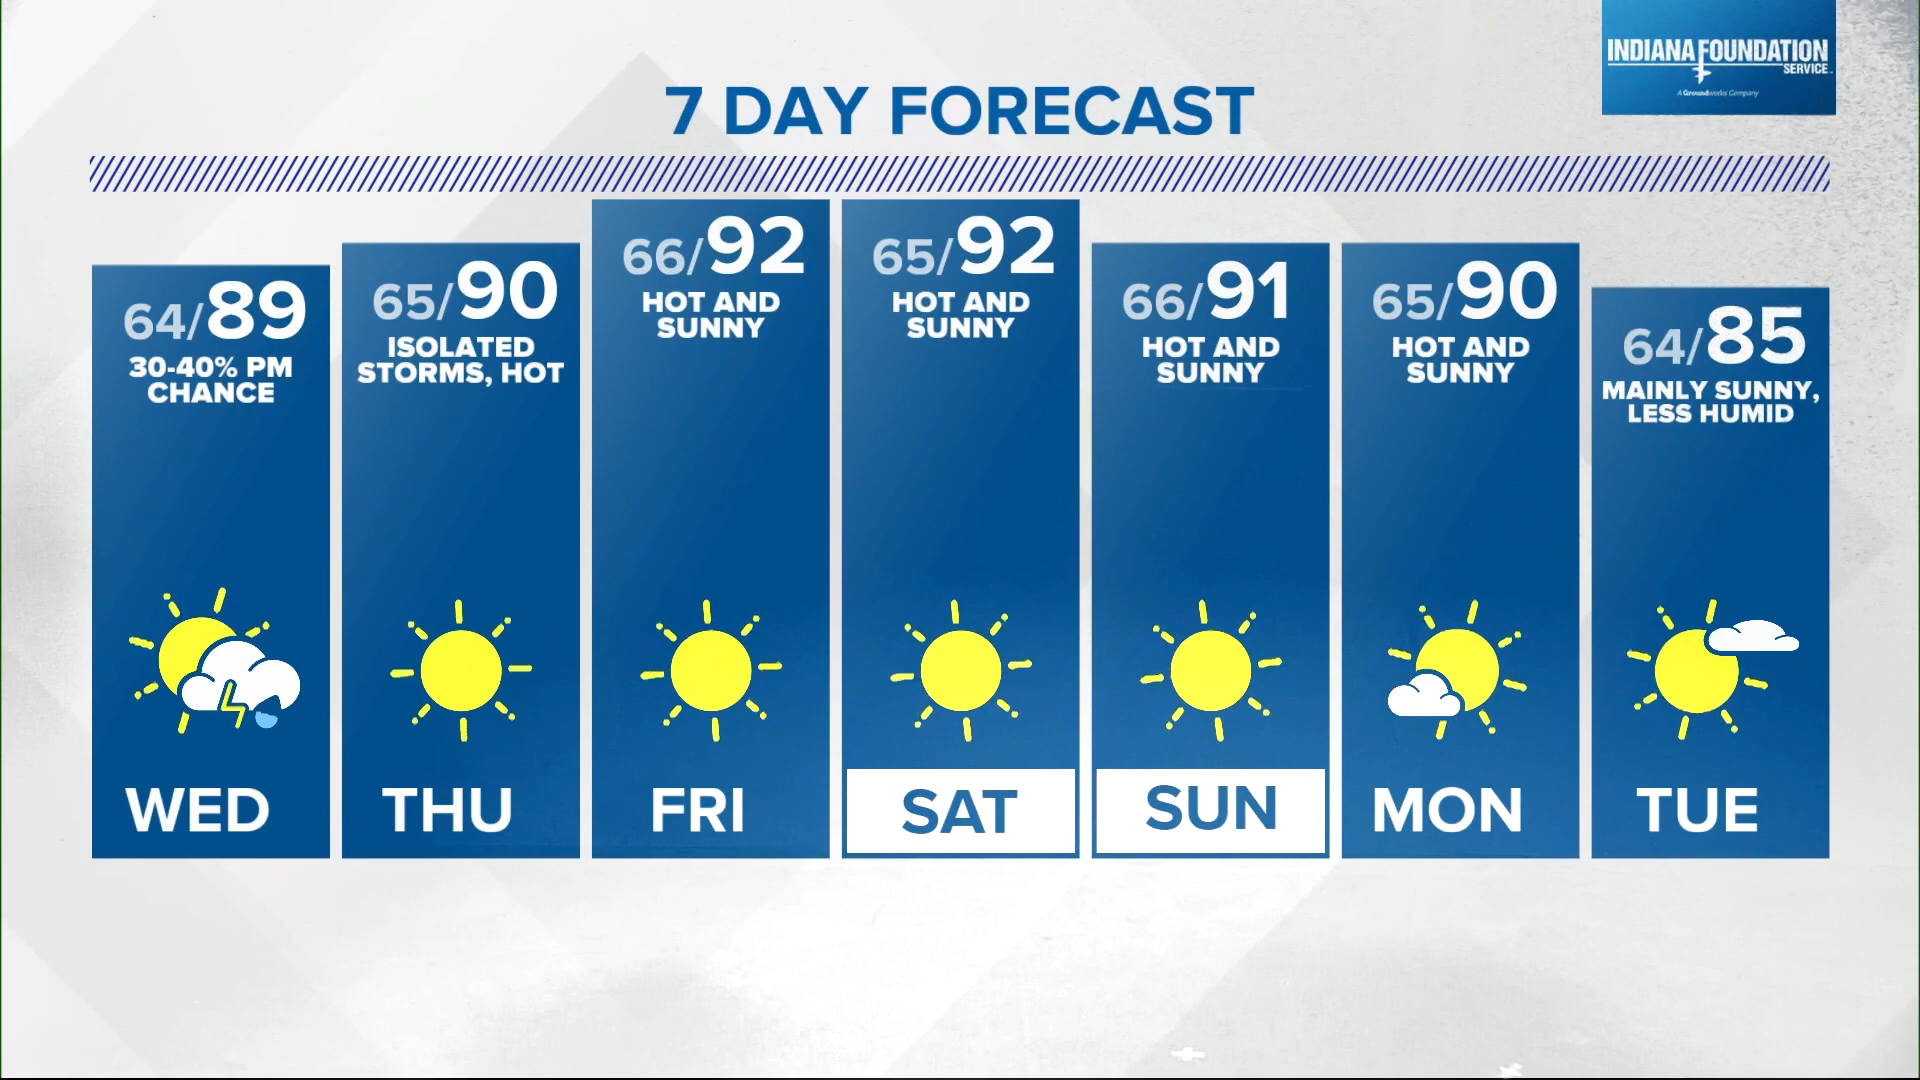 INDIANA FOUNDATION
SERVICE
A Groundworks Company
7 DAY FORECAST
64/89
30-40% PM
CHANCE
WED
65/90
ISOLATED
STORMS, HOT
THU
66/92
HOT AND
SUNNY
FRI
65/92
HOT AND
SUNNY
SAT
66/91
HOT AND
SUNNY
SUN
65/90
HOT AND
SUNNY
MON
64/85
MAINLY SUNNY,
LESS HUMID
TUE